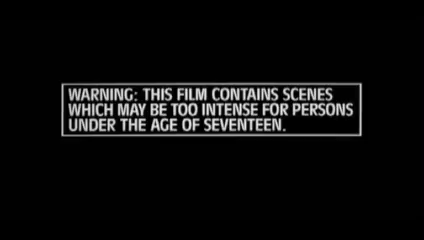 WARNING: THIS FILM CONTAINS SCENES
WHICH MAY BE TOO INTENSE FOR PERSONS
UNDER THE AGE OF SEVENTEEN.